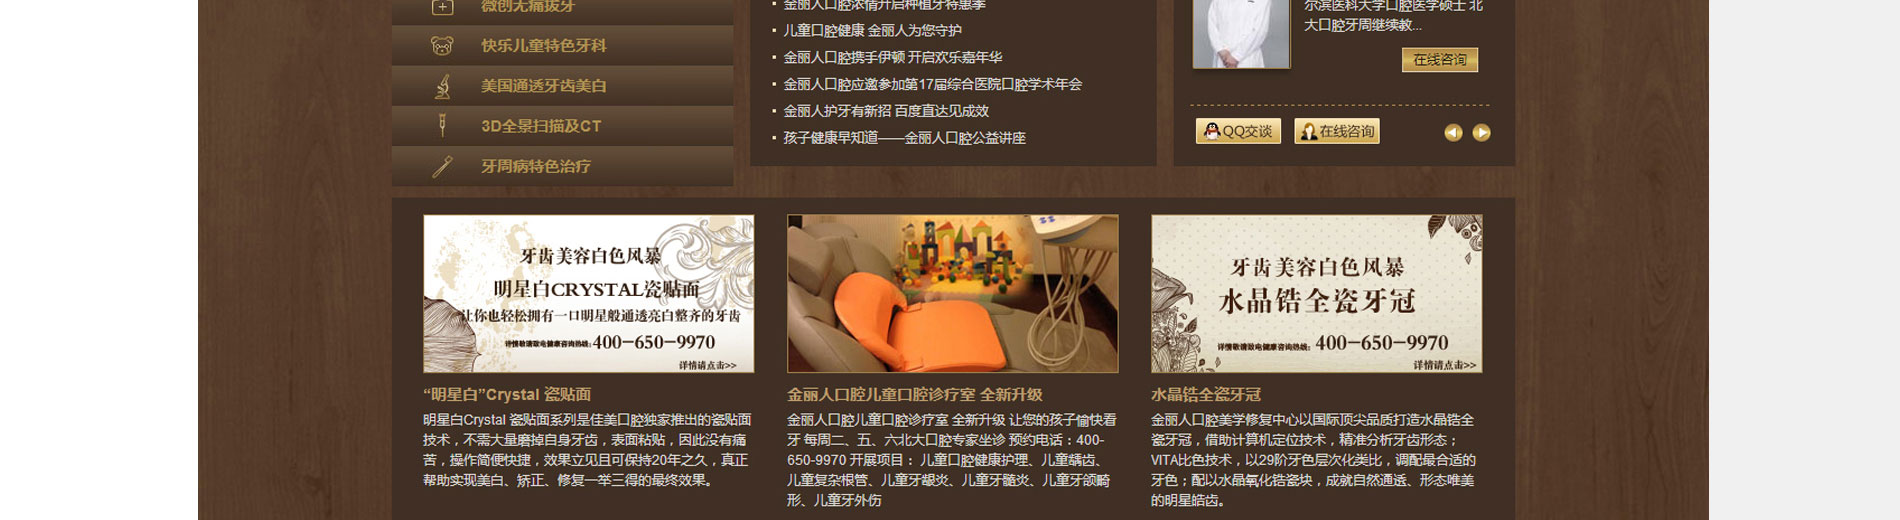 微创无痛拔牙
快乐儿童特色牙科
美国通透牙齿美白
3D全景扫描及CT
牙周病特色治疗
金丽人口腔浓情开启种植牙特惠季
儿童口腔健康 金丽人为您守护
金丽人口腔携手伊顿 开启欢乐嘉年华
金丽人口腔应邀参加第17届综合医院口腔学术年会
金丽人护牙有新招 百度直达见成效
孩子健康早知道——金丽人口腔公益讲座
尔滨医科大学口腔医学硕士 北
大口腔牙周继续教...
在线咨询
QQ交谈
在线咨询
牙齿美容白色风暴
明星白CRYSTAL瓷贴面
让你也轻松拥有一口明星般通透亮白整齐的牙齿
详情敬请致电健康咨询热线：400-650-9970
详情请点击>>
“明星白”Crystal 瓷贴面
明星白Crystal 瓷贴面系列是佳美口腔独家推出的瓷贴面
技术，不需大量磨掉自身牙齿，表面粘贴，因此没有痛
苦，操作简便快捷，效果立见且可保持20年之久，真正
帮助实现美白、矫正、修复一举三得的最终效果。
金丽人口腔儿童口腔诊疗室 全新升级
金丽人口腔儿童口腔诊疗室 全新升级 让您的孩子愉快看
牙 每周二、五、六北大口腔专家坐诊 预约电话：400-
650-9970 开展项目： 儿童口腔健康护理、儿童龋齿、
儿童复杂根管、儿童牙龈炎、儿童牙髓炎、儿童牙颌畸
形、儿童牙外伤
牙齿美容白色风暴
水晶锆全瓷牙冠
详情敬请致电健康咨询热线：400-650-9970
详情请点击>>
水晶锆全瓷牙冠
金丽人口腔美学修复中心以国际顶尖品质打造水晶锆全
瓷牙冠，借助计算机定位技术，精准分析牙齿形态；
VITA比色技术，以29阶牙色层次化类比，调配最合适的
牙色；配以水晶氧化锆瓷块，成就自然通透、形态唯美
的明星皓齿。